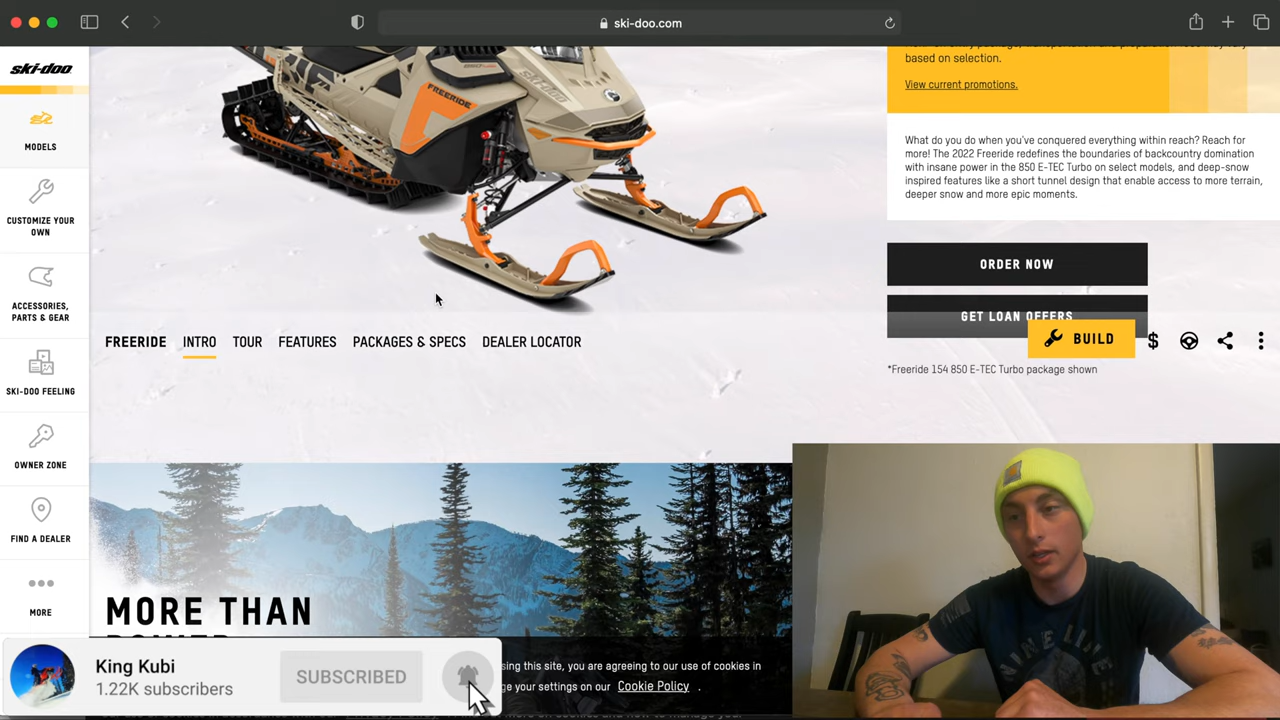 ski-doo.com
ski-doo
MODELS
CUSTOMIZE YOUR
OWN
ACCESSORIES,
PARTS & GEAR
SKI-DOO FEELING
OWNER ZONE
FIND A DEALER
MORE
FREERIDE
based on selection.
View current promotions.
What do you do when you've conquered everything within reach? Reach for
more! The 2022 Freeride redefines the boundaries of backcountry domination
with insane power in the 850 E-TEC Turbo on select models, and deep-snow
inspired features like a short tunnel design that enable access to more terrain,
deeper snow and more epic moments.
ORDER NOW
GET LOAN OFFERS
FREERIDE INTRO TOUR FEATURES PACKAGES & SPECS DEALER LOCATOR
BUILD $
*Freeride 154 850 E-TEC Turbo package shown
MORE THAN
POWER
King Kubi
1.22K subscribers
SUBSCRIBED
sing this site, you are agreeing to our use of cookies in
ge your settings on our Cookie Policy .
NINE LINE